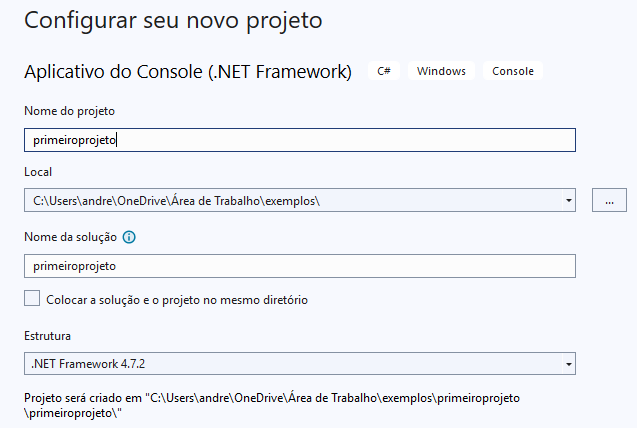 Configurar seu novo projeto
Aplicativo do Console (.NET Framework) C# Windows Console
Nome do projeto
primeiroprojeto
Local
C:\Users\andre\OneDrive\Área de Trabalho\exemplos\
...
Nome da solução
primeiroprojeto
Colocar a solução e o projeto no mesmo diretório
Estrutura
.NET Framework 4.7.2
Projeto será criado em "C:\Users\andre\OneDrive\Área de Trabalho\exemplos\primeiroprojeto
\primeiroprojeto\"